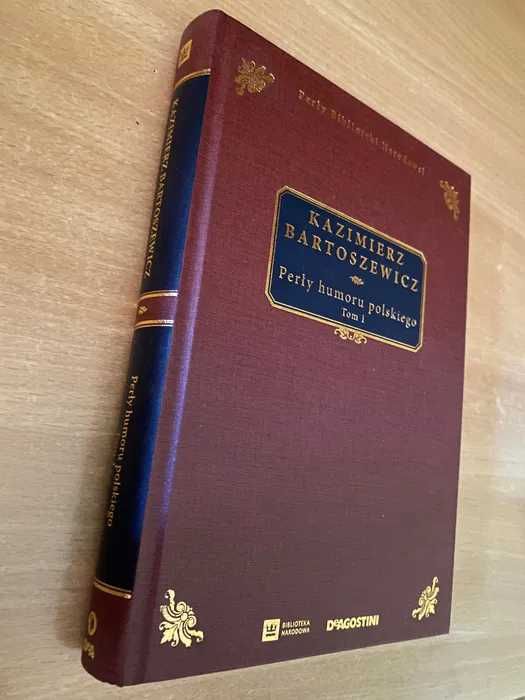 Perły Biblioteki Narodowej
KAZIMIERZ
BARTOSZEWICZ
Perły humoru polskiego
Tom I
BIBLIOTEKA
NARODOWA
DeAGOSTINI
KAZIMIERZ BARTOSZEWICZ
Perły humoru polskiego